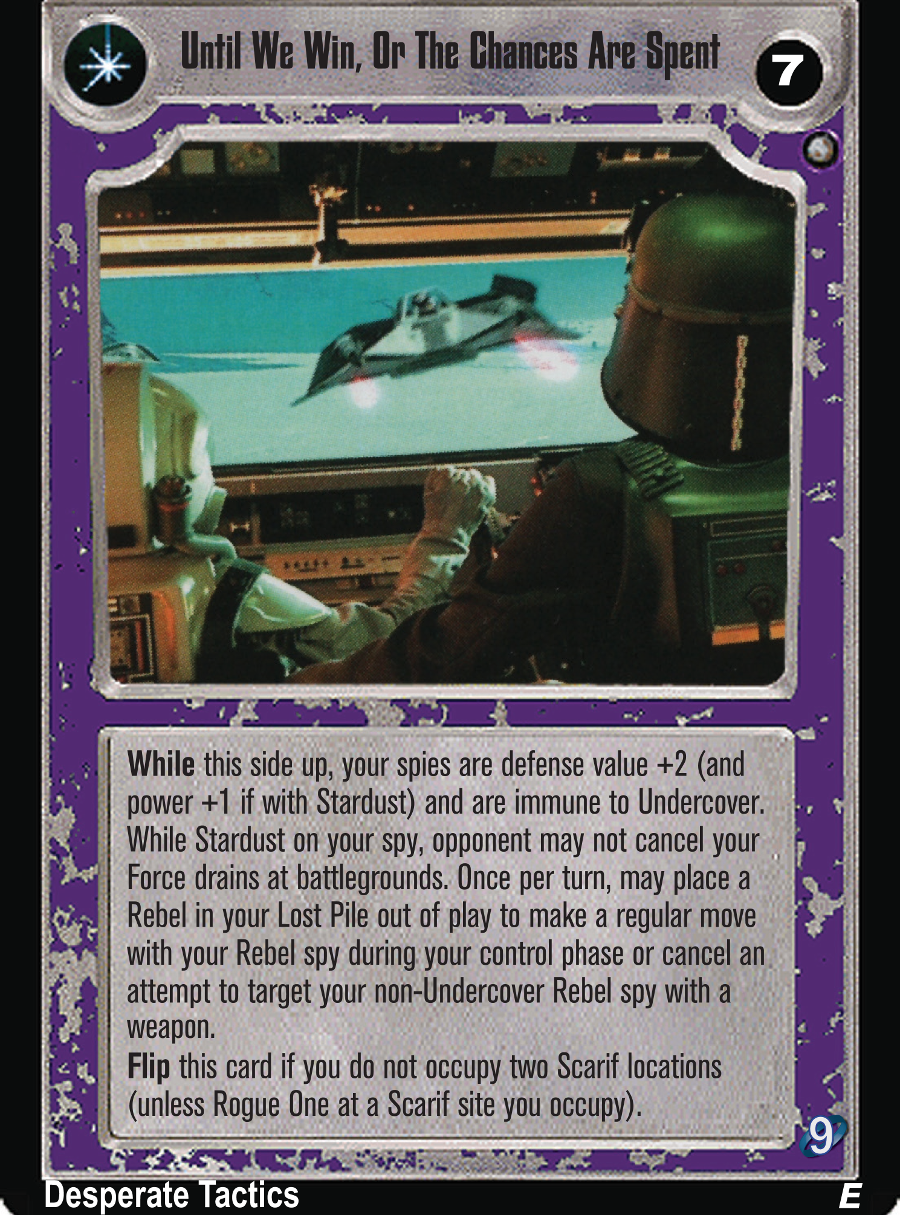 Until We Win, Or The Chances Are Spent
7
While this side up, your spies are defense value +2 (and
power +1 if with Stardust) and are immune to Undercover.
While Stardust on your spy, opponent may not cancel your
Force drains at battlegrounds. Once per turn, may place a
Rebel in your Lost Pile out of play to make a regular move
with your Rebel spy during your control phase or cancel an
attempt to target your non-Undercover Rebel spy with a
weapon.
Flip this card if you do not occupy two Scarif locations
(unless Rogue One at a Scarif site you occupy).
9
Desperate Tactics
E